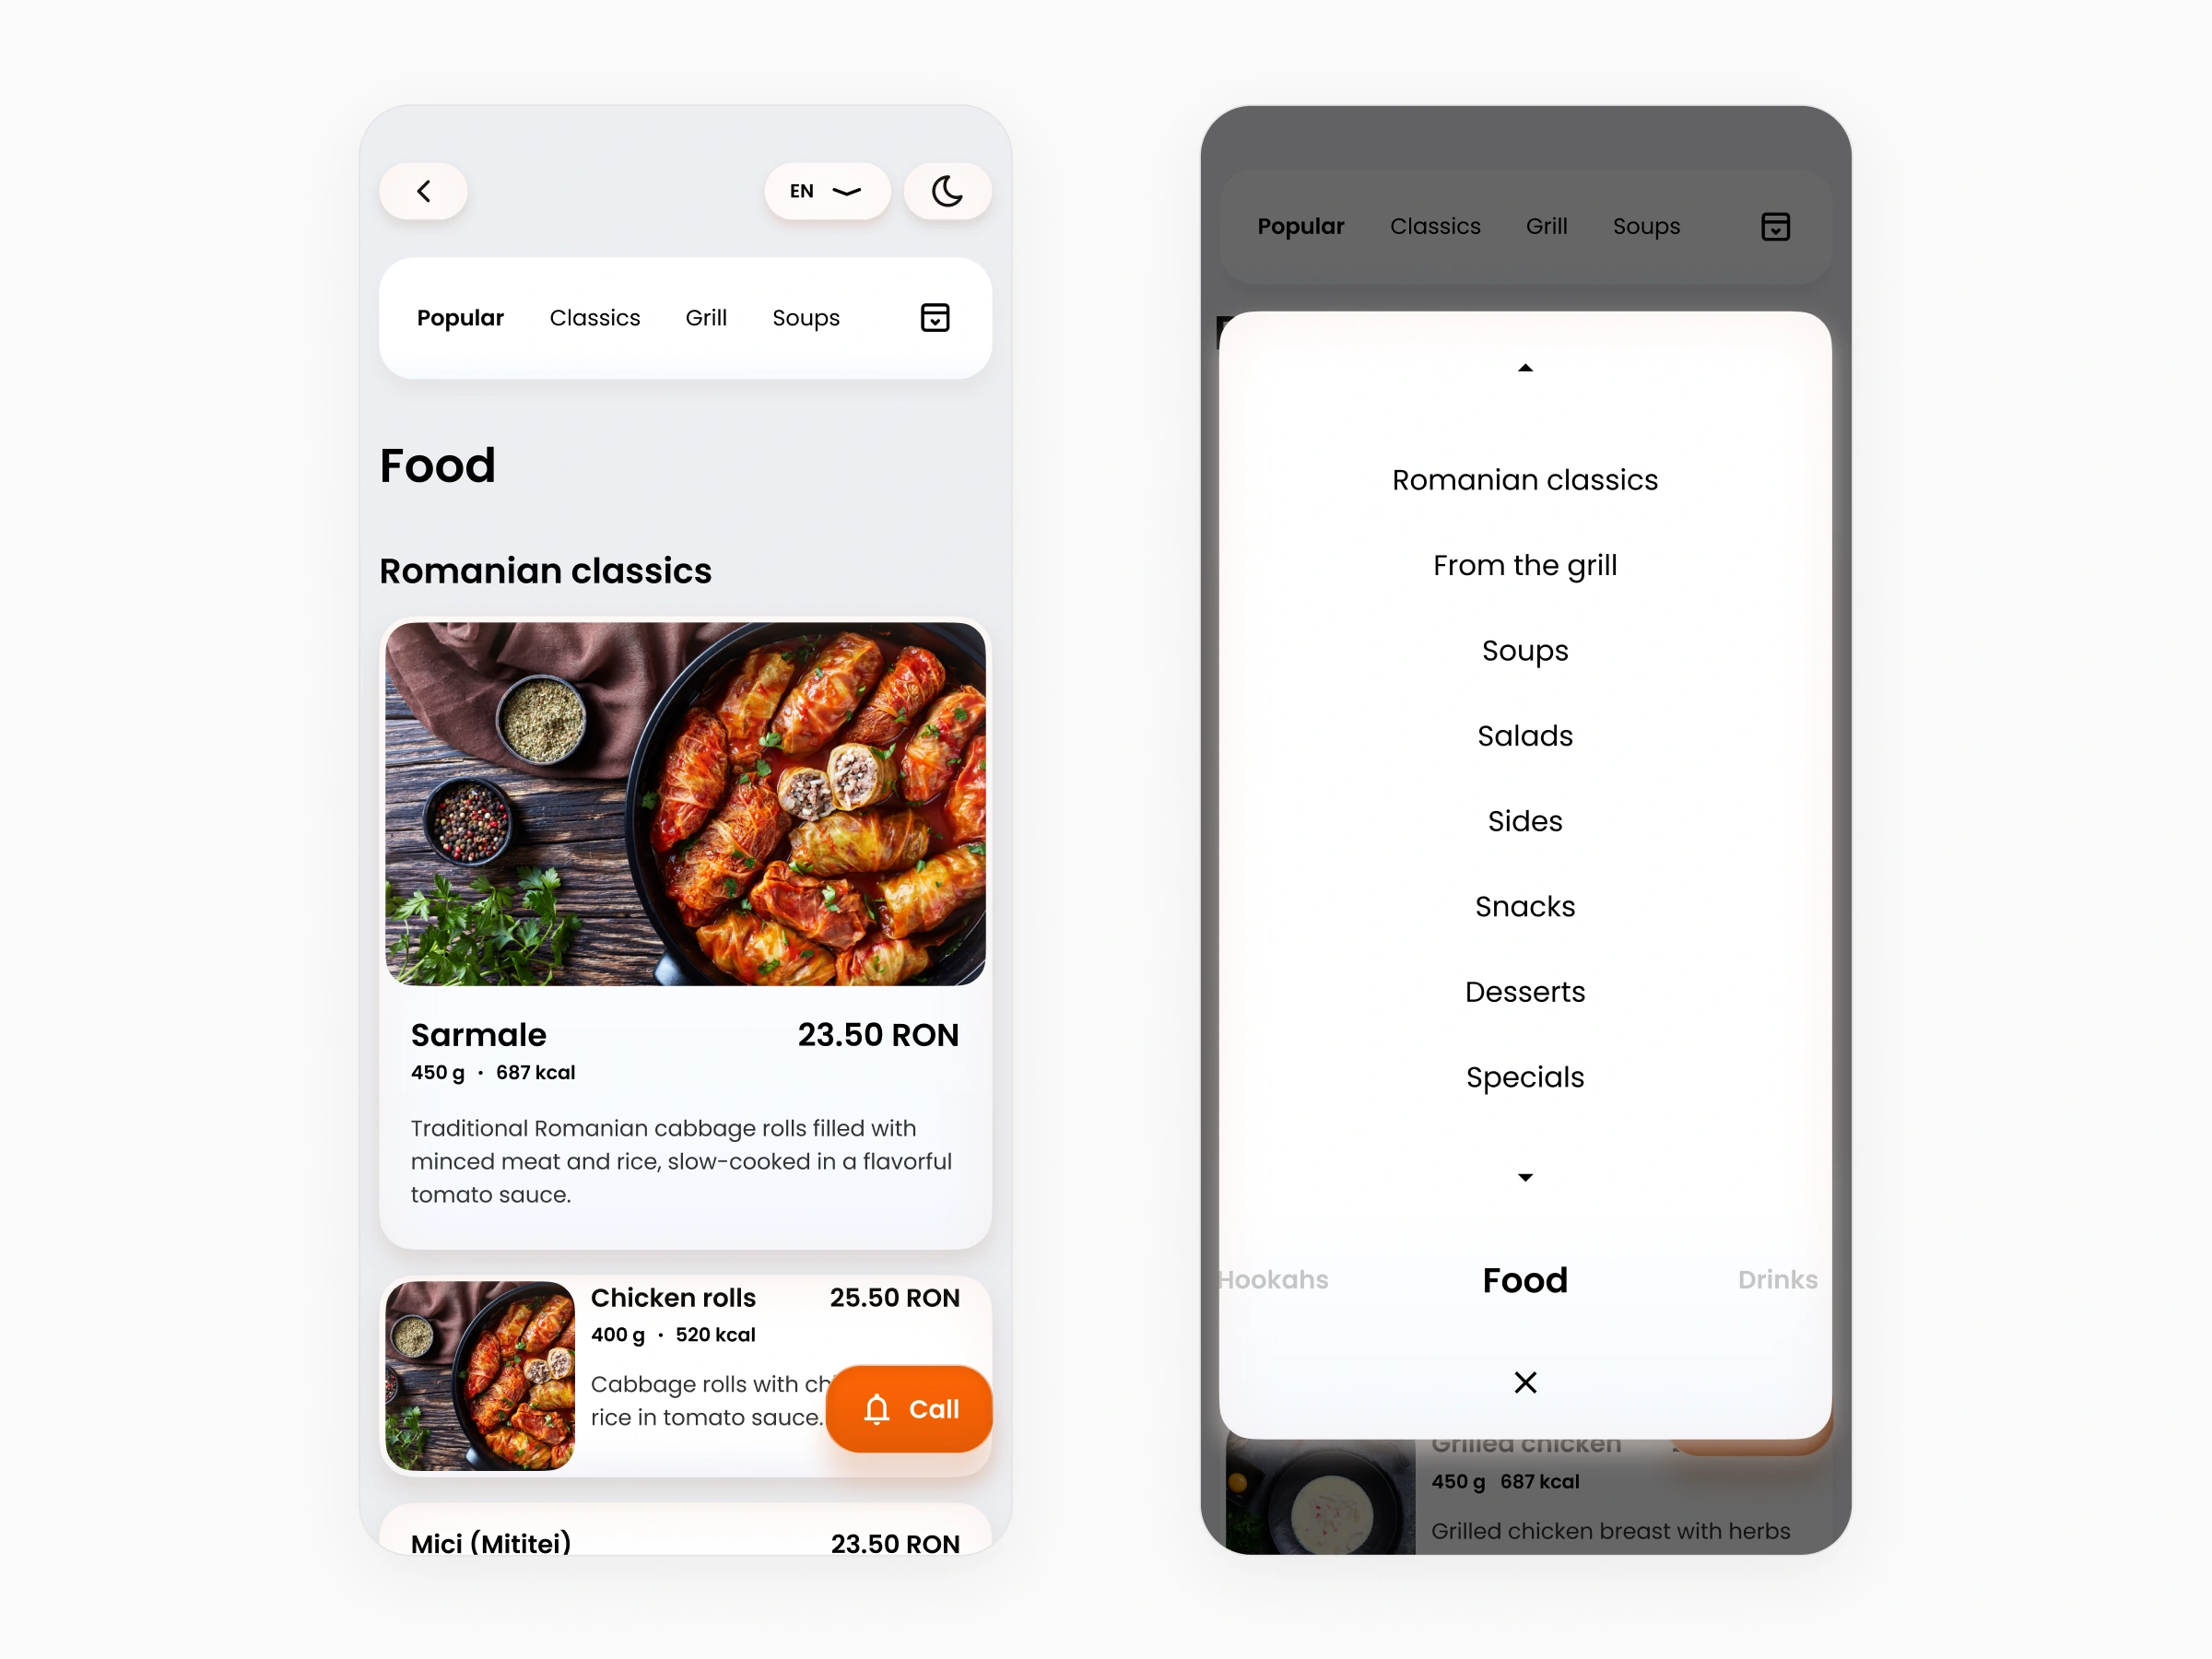 EN
Popular Classics Grill Soups
Food
Romanian classics
Sarmale 23.50 RON
450 g · 687 kcal
Traditional Romanian cabbage rolls filled with
minced meat and rice, slow-cooked in a flavorful
tomato sauce.
Chicken rolls 25.50 RON
400 g · 520 kcal
Cabbage rolls with
rice in tomato sauce.
Call
Mici (Mititei) 23.50 RON
Popular Classics Grill Soups
Romanian classics
From the grill
Soups
Salads
Sides
Snacks
Desserts
Specials
Hookahs Food Drinks
Grilled chicken
450 g 687 kcal
Grilled chicken breast with herbs